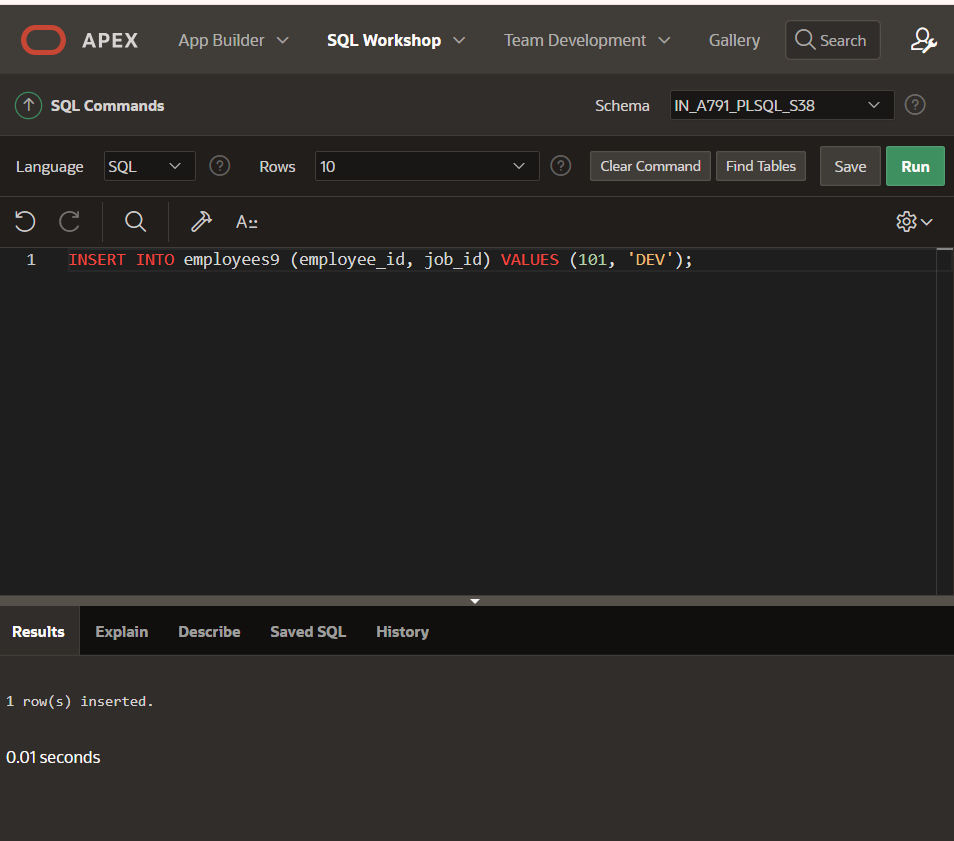 APEX App Builder SQL Workshop Team Development Gallery Search
SQL Commands Schema IN_A791_PLSQL_S38 ?
Language SQL ? Rows 10 ? Clear Command Find Tables Save Run
A::
1 INSERT INTO employees9 (employee_id, job_id) VALUES (101, 'DEV');
Results Explain Describe Saved SQL History
1 row(s) inserted.
0.01 seconds